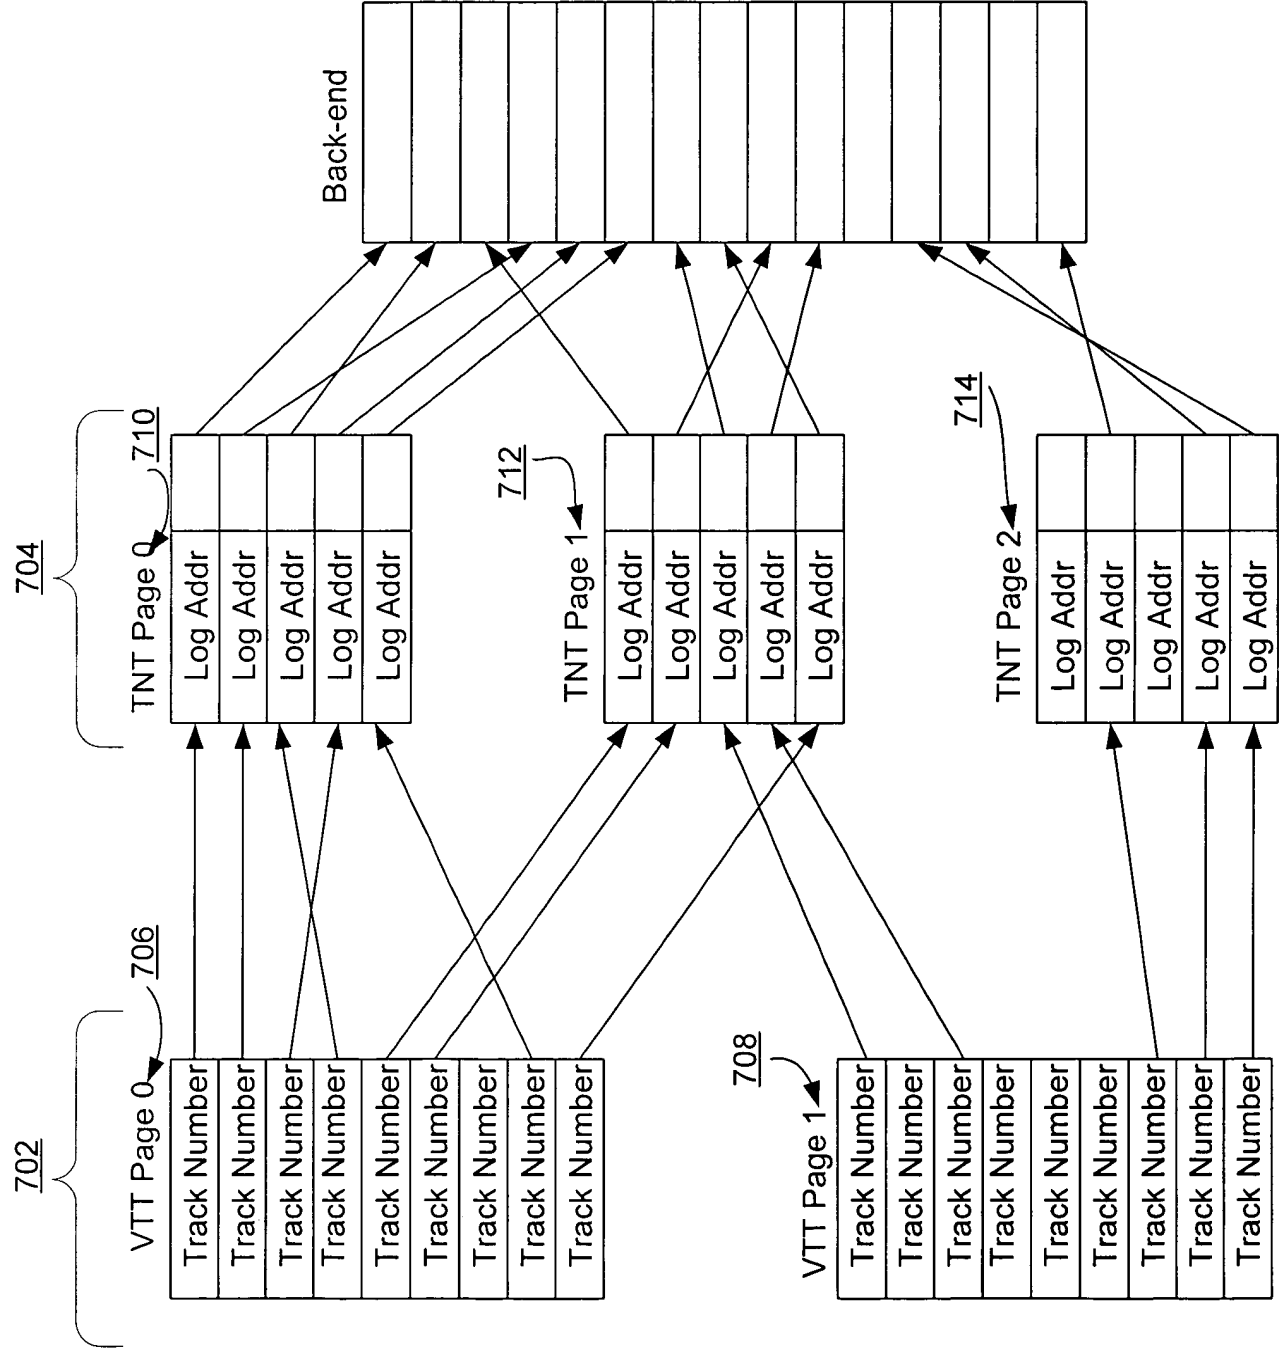 702
VTT Page 0
706
Track Number
Track Number
Track Number
Track Number
Track Number
Track Number
Track Number
Track Number
Track Number
VTT Page 1
708
Track Number
Track Number
Track Number
Track Number
Track Number
Track Number
Track Number
Track Number
Track Number
704
TNT Page 0
710
Log Addr
Log Addr
Log Addr
Log Addr
Log Addr
TNT Page 1
712
Log Addr
Log Addr
Log Addr
Log Addr
Log Addr
TNT Page 2
714
Log Addr
Log Addr
Log Addr
Log Addr
Log Addr
Back-end